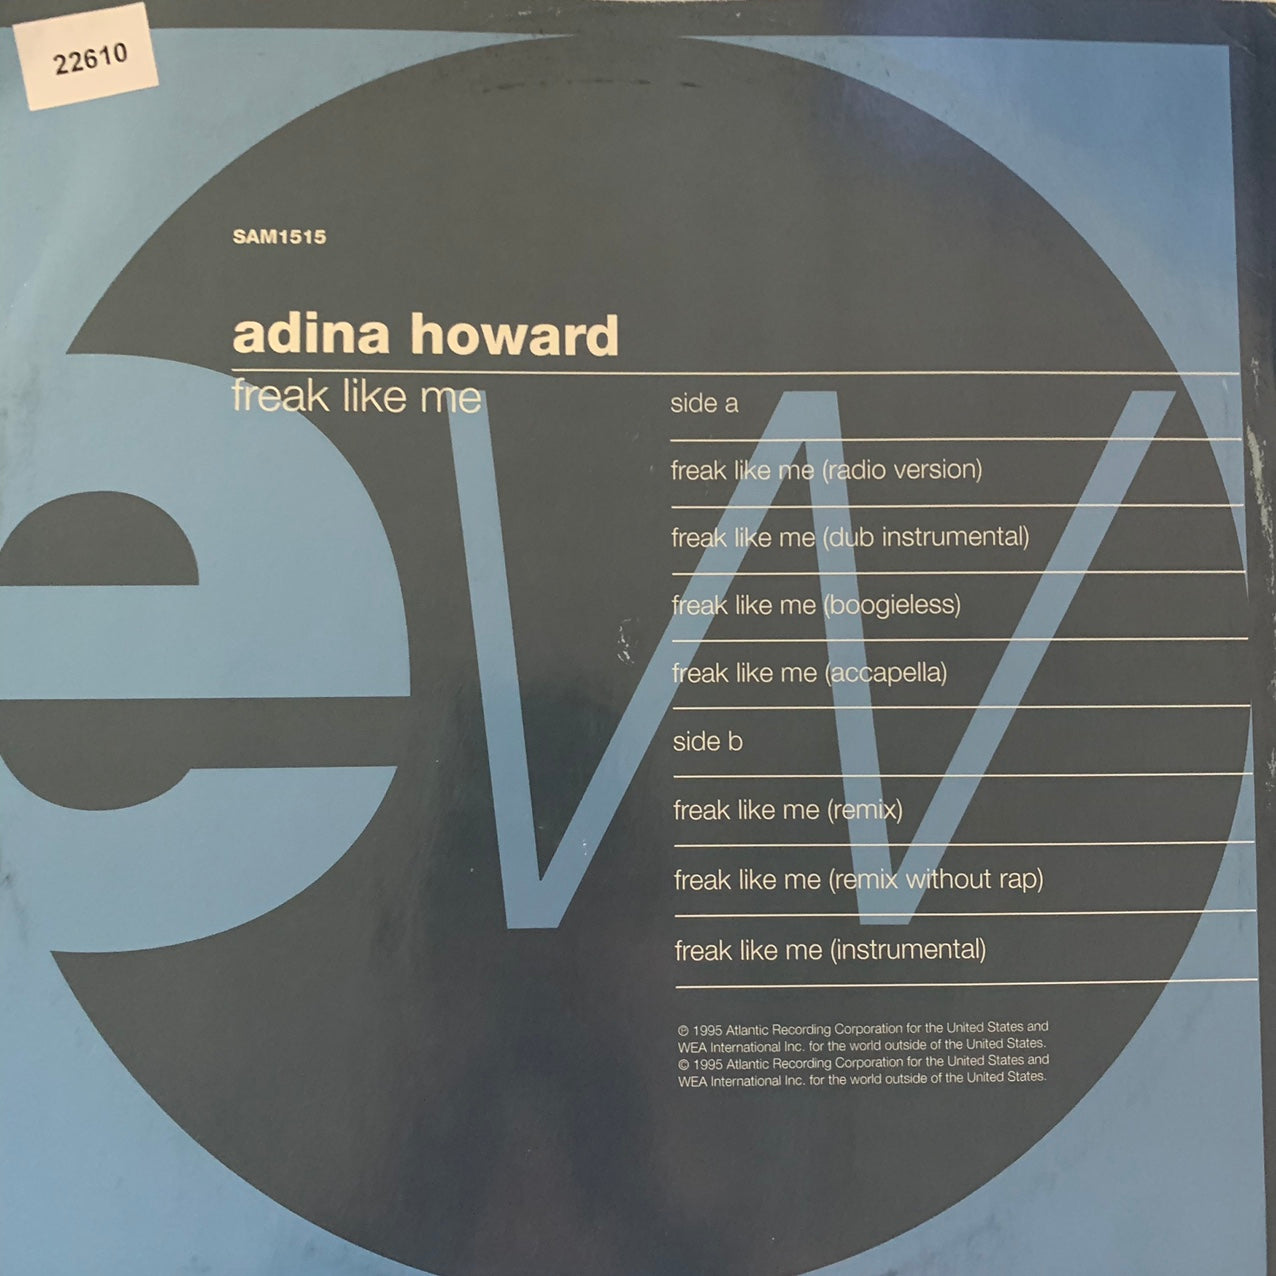 22610
SAM1515
adina howard
freak like me
side a
freak like me (radio version)
freak like me (dub instrumental)
freak like me (boogieless)
freak like me (accapella)
side b
freak like me (remix)
freak like me (remix without rap)
freak like me (instrumental)
℗ 1995 Atlantic Recording Corporation for the United States and
WEA International Inc. for the world outside of the United States.
© 1995 Atlantic Recording Corporation for the United States and
WEA International Inc. for the world outside of the United States.
ew